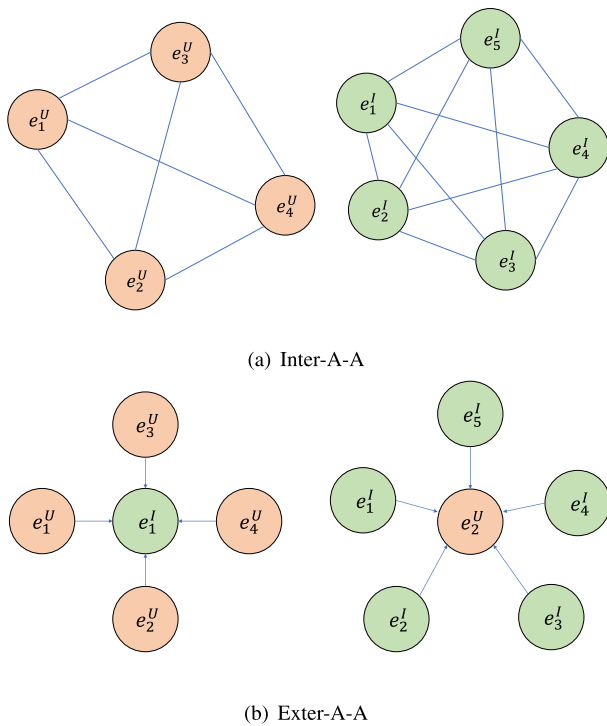 e_3^U
e_5^I
e_1^U
e_1^I
e_4^I
e_4^U
e_2^I
e_2^U
e_3^I
(a) Inter-A-A
e_3^U
e_5^I
e_1^U
e_1^I
e_4^U
e_1^I
e_2^U
e_4^I
e_2^U
e_2^I
e_3^I
(b) Exter-A-A